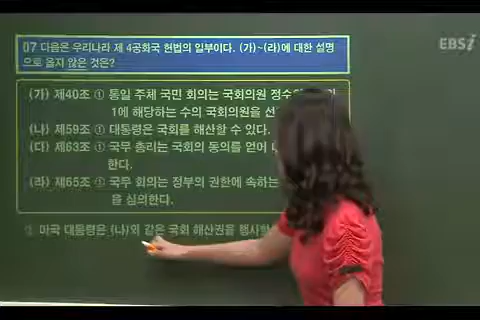 07 다음은 우리나라 제 4공화국 헌법의 일부이다. (가)~(라)에 대한 설명
으로 옳지 않은 것은?
EBSi
(가) 제40조 ① 통일 주체 국민 회의는 국회의원 정수
1에 해당하는 수의 국회의원을
(나) 제59조 ① 대통령은 국회를 해산할 수 있다.
(다) 제63조 ① 국무 총리는 국회의 동의를 얻어
한다.
(라) 제65조 ① 국무 회의는 정부의 권한에 속하는
을 심의한다.
미국 대통령은 (나)와 같은 국회 해산권을